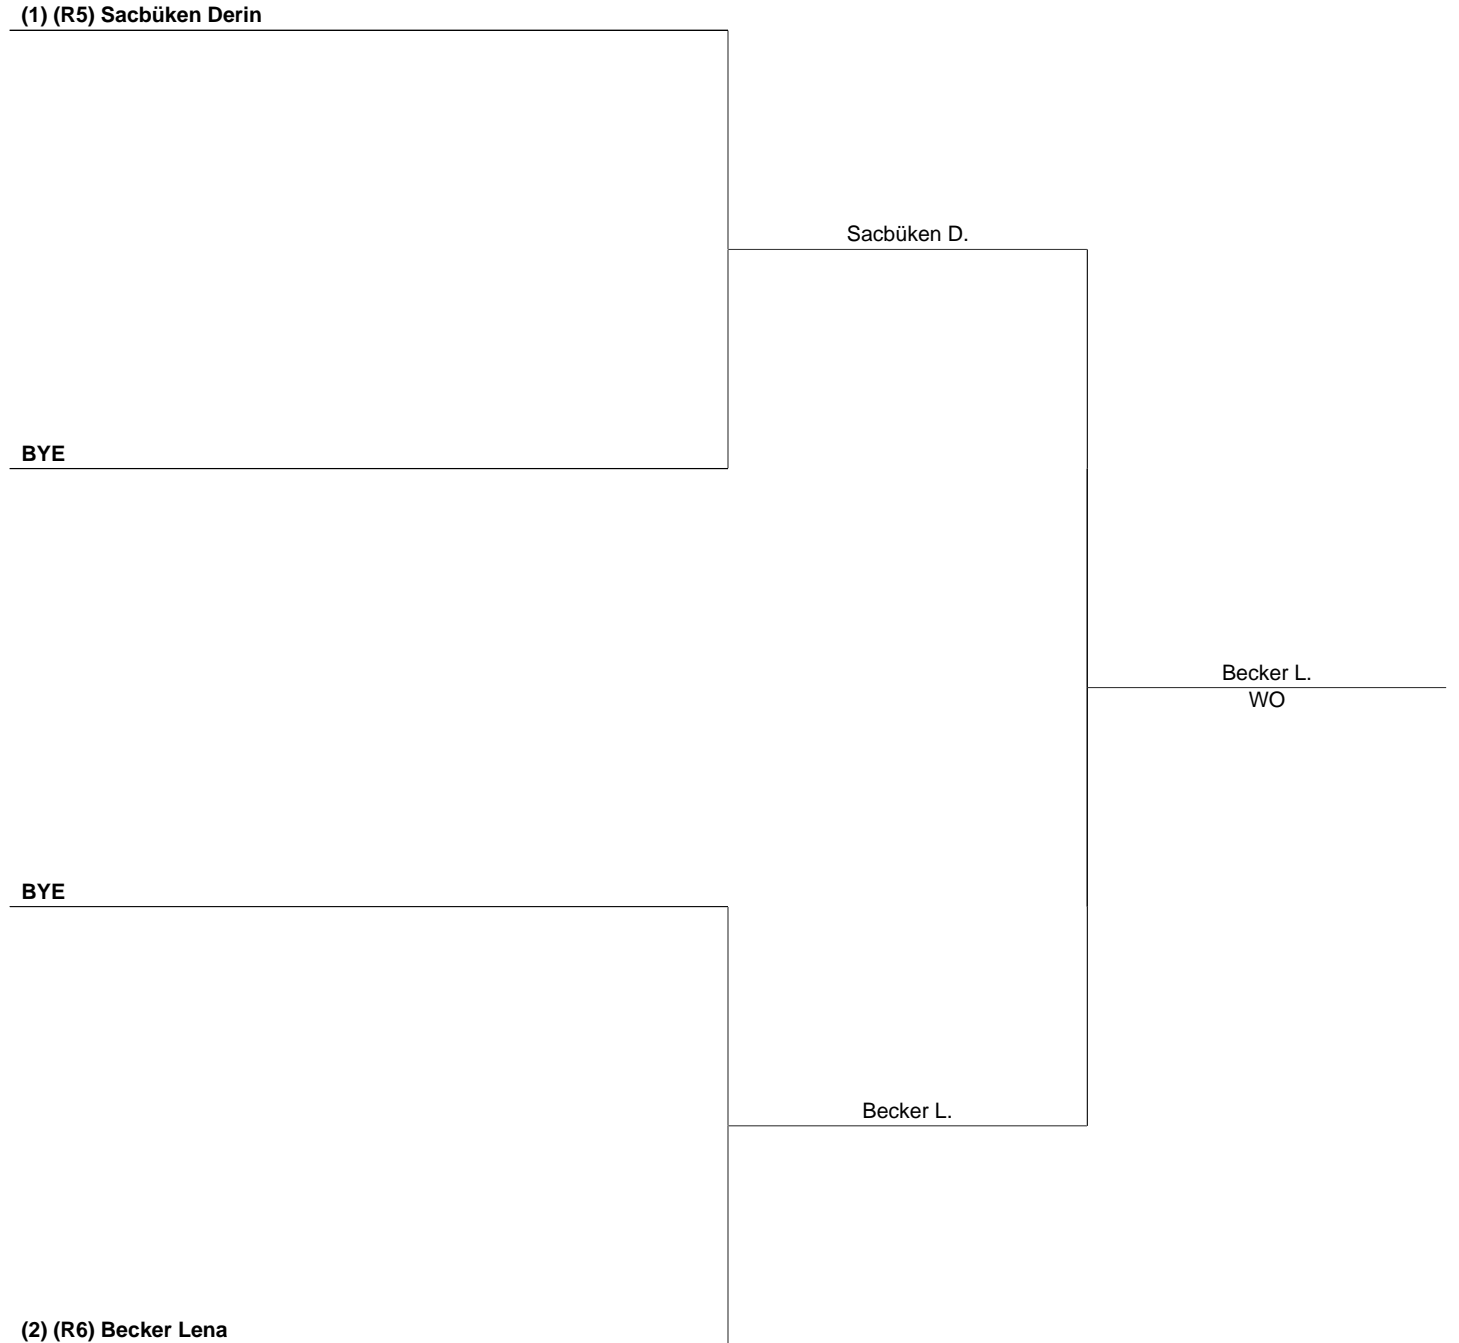 (1) (R5) Sacbüken Derin
Sacbüken D.
BYE
Becker L.
WO
BYE
Becker L.
(2) (R6) Becker Lena